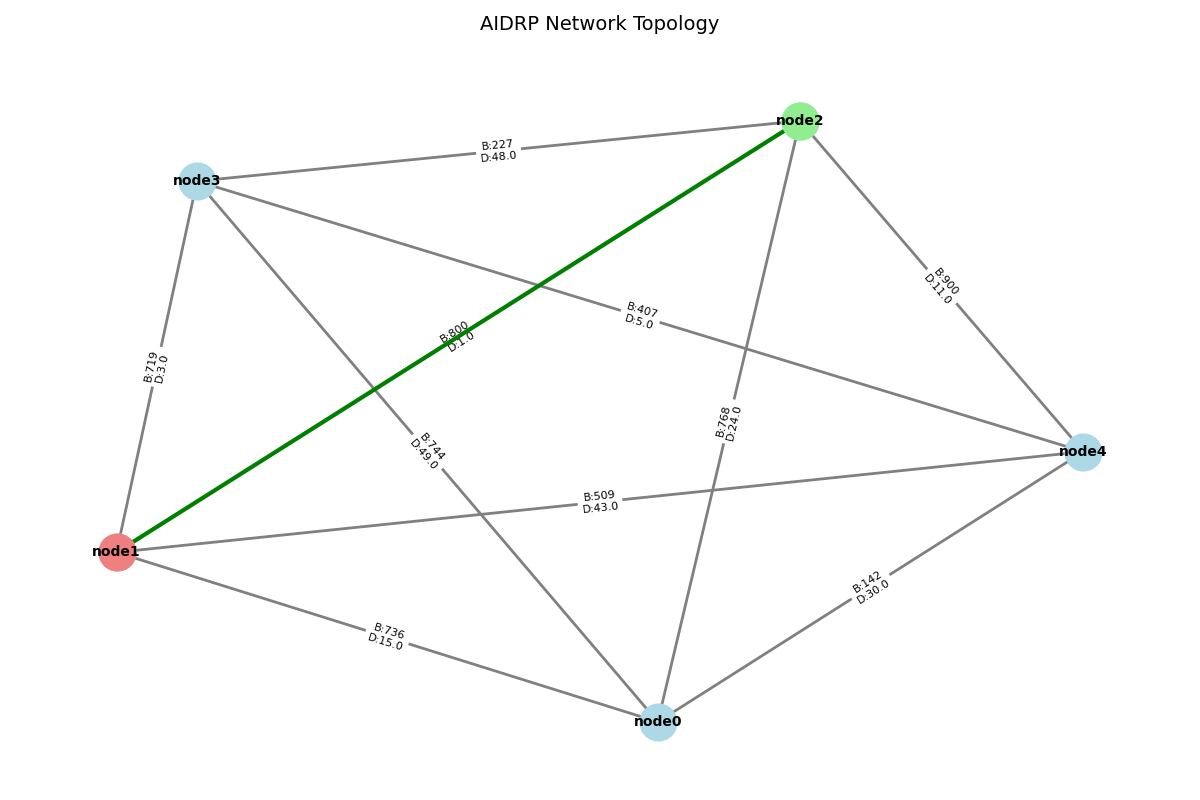 AIDRP Network Topology
node2
B:227
D:48.0
node3
B:900
D:11.0
B:407
D:5.0
B:800
D:1.0
B:719
D:3.0
B:768
D:24.0
B:744
D:49.0
node4
B:509
D:43.0
node1
B:142
D:30.0
B:736
D:15.0
node0